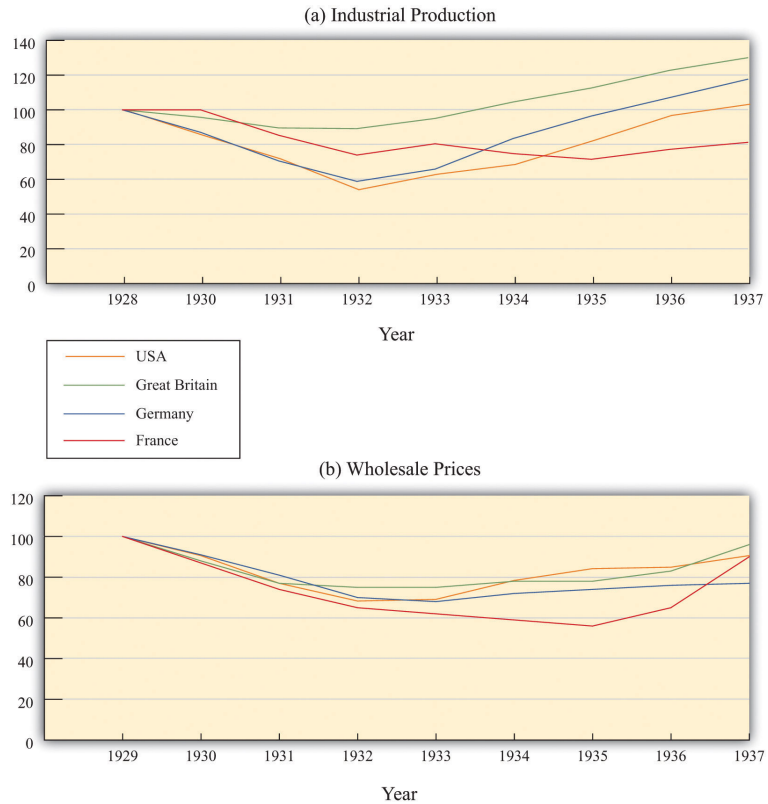 (a) Industrial Production
140
120
100
80
60
40
20
0
1928 1930 1931 1932 1933 1934 1935 1936 1937
Year
USA
Great Britain
Germany
France
(b) Wholesale Prices
120
100
80
60
40
20
0
1929 1930 1931 1932 1933 1934 1935 1936 1937
Year